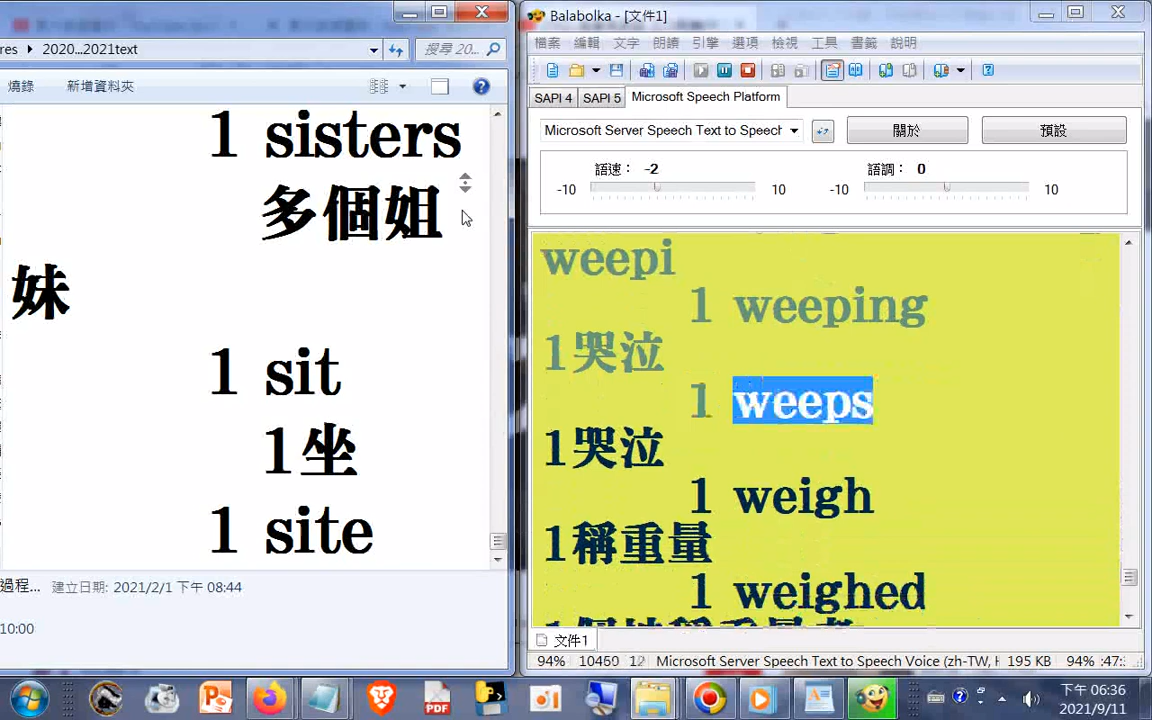 res ▸ 2020...2021text
搜尋 20...
燒錄 新增資料夾
1 sisters
多個姐
妹
1 sit
1坐
1 site
過程... 建立日期: 2021/2/1 下午 08:44
10:00
Balabolka - [文件1]
檔案 編輯 文字 朗讀 引擎 選項 檢視 工具 書籤 說明
SAPI 4 SAPI 5 Microsoft Speech Platform
Microsoft Server Speech Text to Speech
關於 預設
語速： -2 語調： 0
-10 10 -10 10
weepi
1 weeping
1哭泣
1 weeps
1哭泣
1 weigh
1稱重量
1 weighed
文件1
94% 10450 12 Microsoft Server Speech Text to Speech Voice (zh-TW, H 195 KB 94% :47:
PDF
下午 06:36
2021/9/11